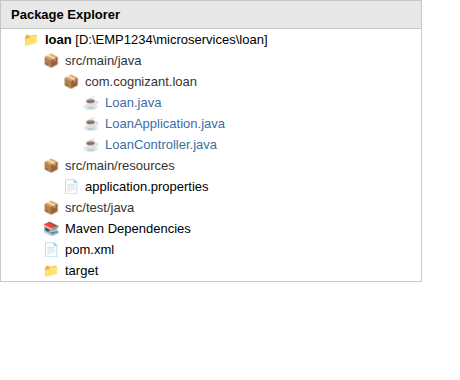 Package Explorer
loan [D:\EMP1234\microservices\loan]
src/main/java
com.cognizant.loan
Loan.java
LoanApplication.java
LoanController.java
src/main/resources
application.properties
src/test/java
Maven Dependencies
pom.xml
target